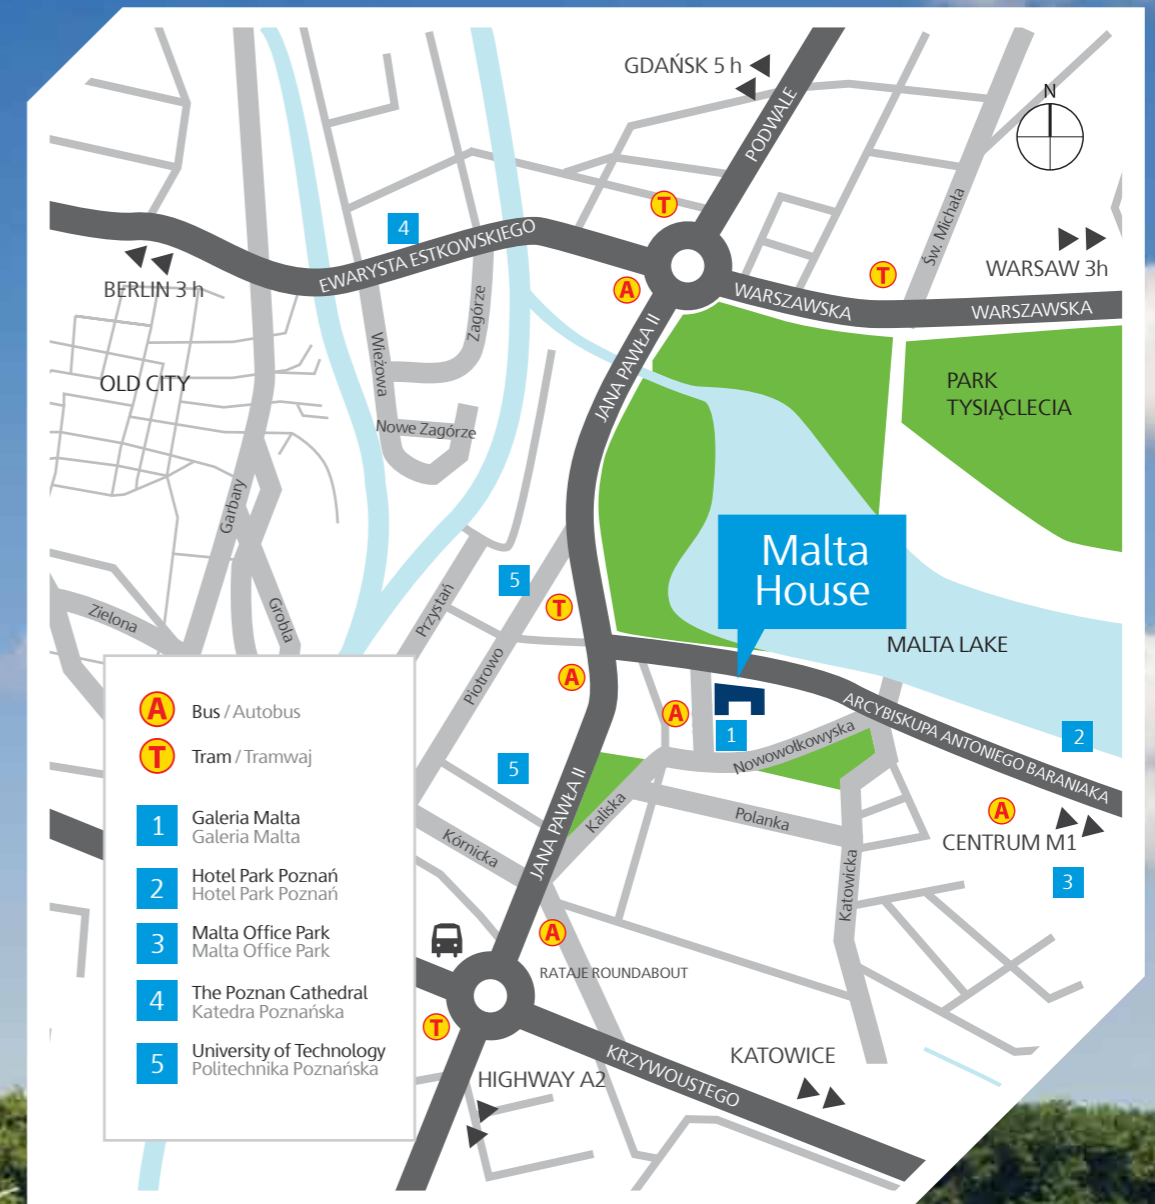 GDAŃSK 5 h
PODWALE
N
Św. Michała
4
T
EWARYSTA ESTKOWSKIEGO
WARSAW 3h
T
BERLIN 3 h
A
WARSZAWSKA
WARSZAWSKA
Zagórze
Wieżowa
JANA PAWŁA II
OLD CITY
PARK
TYSIĄCLECIA
Nowe Zagórze
Garbary
Malta
House
5
T
Przystań
Zielona
Grobla
MALTA LAKE
Piotrowo
A
A
1
ARCYBISKUPA ANTONIEGO BARANIAKA
2
Nowowołkowyska
5
JANA PAWŁA II
Kaliska
Polanka
A
CENTRUM M1
Kórnicka
Katowicka
3
A
RATAJE ROUNDABOUT
T
KRZYWOUSTEGO
KATOWICE
HIGHWAY A2
A Bus / Autobus
T Tram / Tramwaj
1 Galeria Malta
Galeria Malta
2 Hotel Park Poznań
Hotel Park Poznań
3 Malta Office Park
Malta Office Park
4 The Poznan Cathedral
Katedra Poznańska
5 University of Technology
Politechnika Poznańska